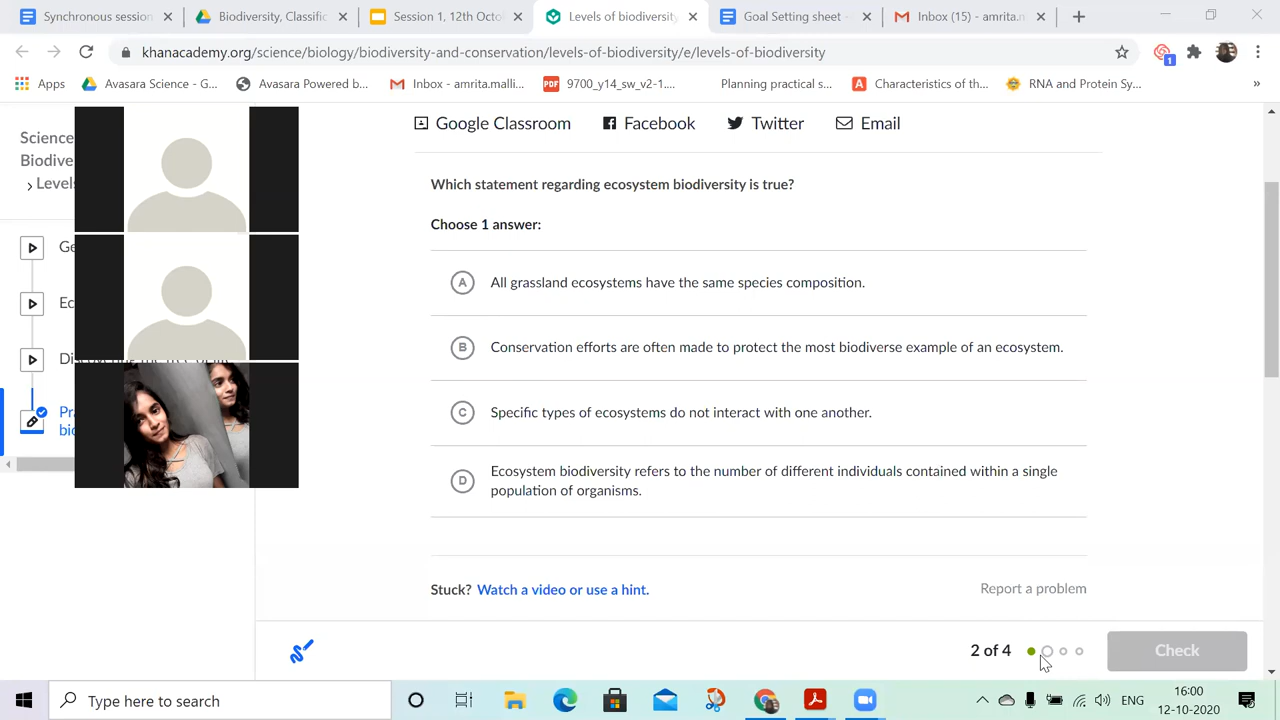 Synchronous session
Biodiversity, Classific
Session 1, 12th Octo
Levels of biodiversity
Goal Setting sheet -
Inbox (15) - amrita.m
khanacademy.org/science/biology/biodiversity-and-conservation/levels-of-biodiversity/e/levels-of-biodiversity
1
Apps
Avasara Science - G...
Avasara Powered b...
Inbox - amrita.malli...
PDF
9700_y14_sw_v2-1....
Planning practical s...
A
Characteristics of th...
RNA and Protein Sy...
»
Science
Biodive
Levels
Ge
Ec
Pra
bio
Google Classroom
Facebook
Twitter
Email
Which statement regarding ecosystem biodiversity is true?
Choose 1 answer:
A All grassland ecosystems have the same species composition.
B Conservation efforts are often made to protect the most biodiverse example of an ecosystem.
C Specific types of ecosystems do not interact with one another.
D Ecosystem biodiversity refers to the number of different individuals contained within a single
population of organisms.
Stuck? Watch a video or use a hint.
Report a problem
2 of 4
Check
Type here to search
ENG
16:00
12-10-2020